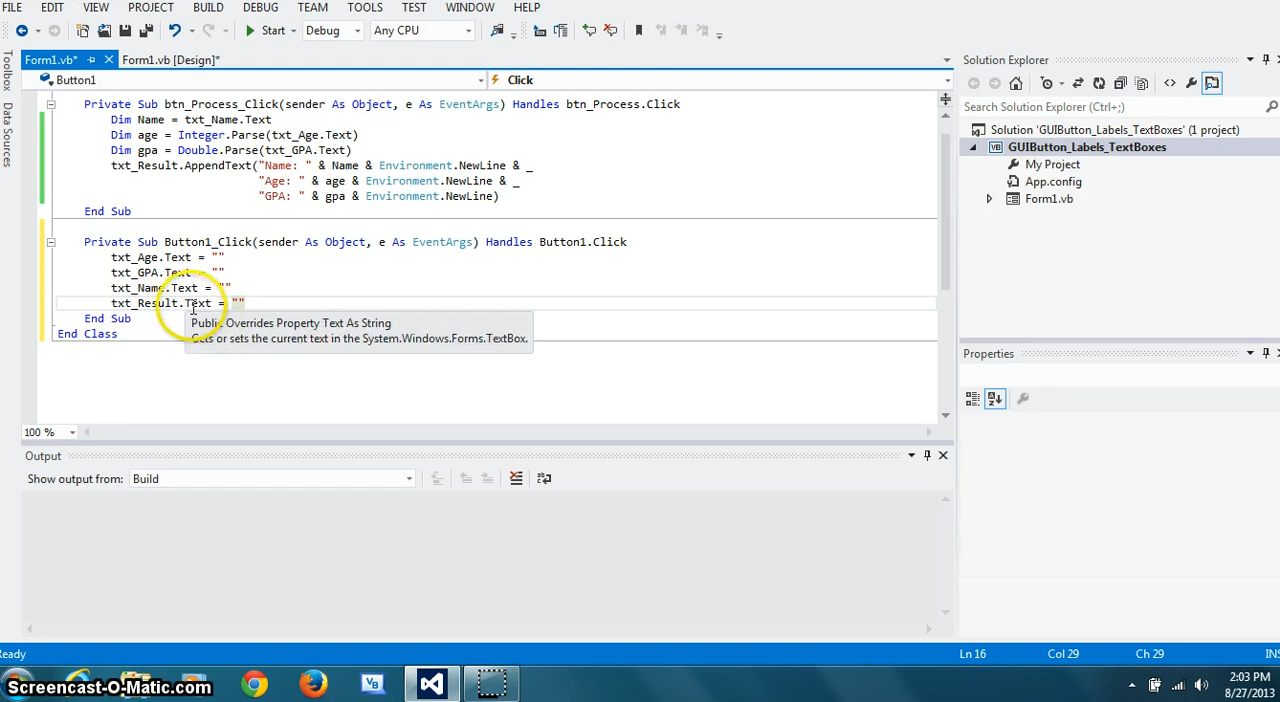 FILE EDIT VIEW PROJECT BUILD DEBUG TEAM TOOLS TEST WINDOW HELP
Start Debug Any CPU
Form1.vb* Form1.vb [Design]*
Solution Explorer
Button1 Click
Toolbox
Data Sources
Search Solution Explorer (Ctrl+;)
Private Sub btn_Process_Click(sender As Object, e As EventArgs) Handles btn_Process.Click
Dim Name = txt_Name.Text
Dim age = Integer.Parse(txt_Age.Text)
Dim gpa = Double.Parse(txt_GPA.Text)
txt_Result.AppendText("Name: " & Name & Environment.NewLine & _
"Age: " & age & Environment.NewLine & _
"GPA: " & gpa & Environment.NewLine)
End Sub
Private Sub Button1_Click(sender As Object, e As EventArgs) Handles Button1.Click
txt_Age.Text = ""
txt_GPA.Text = ""
txt_Name.Text = ""
txt_Result.Text = ""
End Sub
End Class
Public Overrides Property Text As String
Gets or sets the current text in the System.Windows.Forms.TextBox.
Solution 'GUIButton_Labels_TextBoxes' (1 project)
VB GUIButton_Labels_TextBoxes
My Project
App.config
Form1.vb
Properties
100 %
Output
Show output from: Build
Ready Ln 16 Col 29 Ch 29 INS
VB
Screencast-O-Matic.com
2:03 PM
8/27/2013